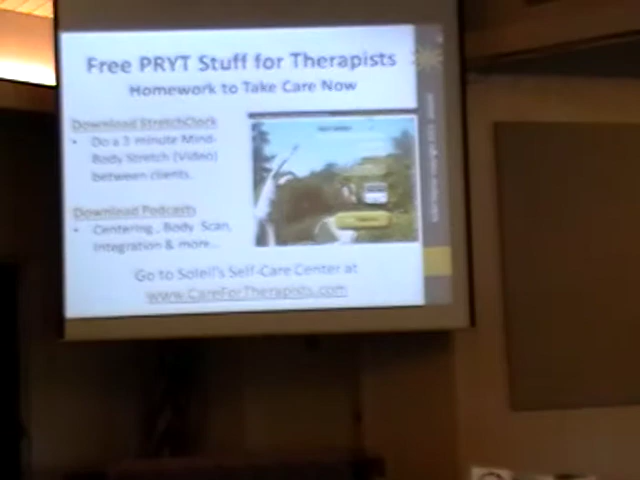 Free PRYT Stuff for Therapists
Homework to Take Care Now
Download StretchClock
• Do a 3 minute Mind-
Body Stretch (Video)
between clients.
Download Podcasts
• Centering, Body Scan,
Integration & more...
Go to Soleil's Self-Care Center at
www.CareForTherapists.com